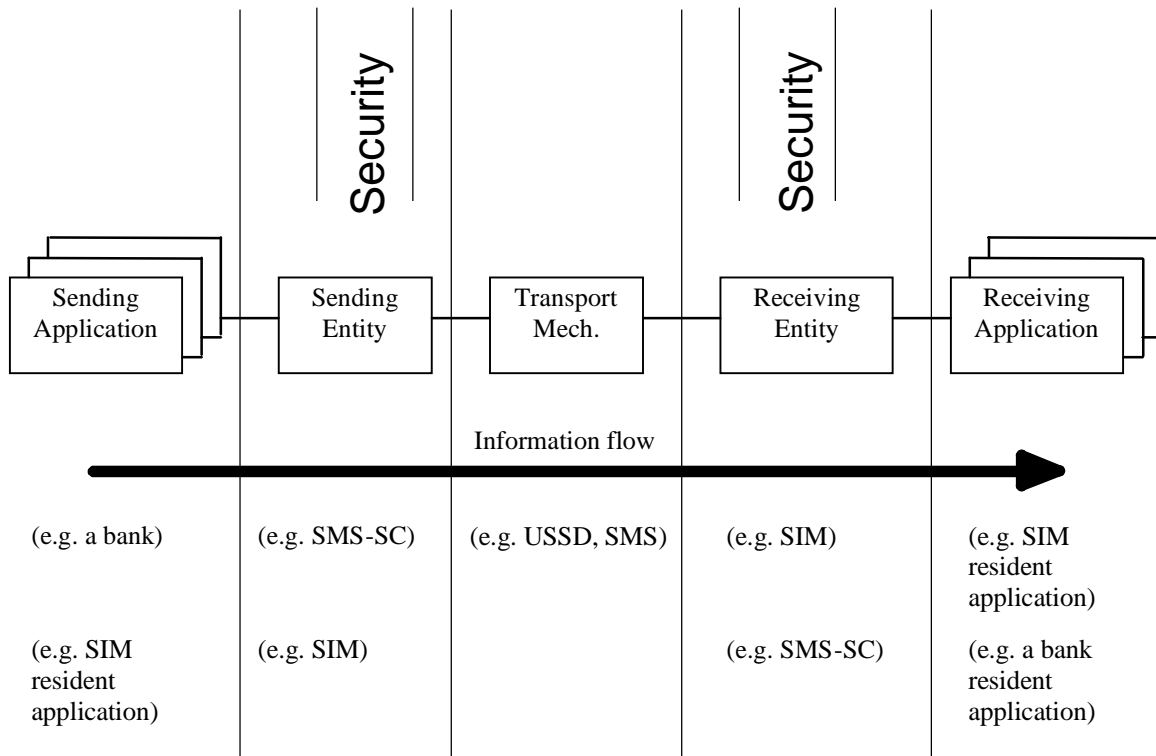 Security
Security
Sending
Application
Sending
Entity
Transport
Mech.
Receiving
Entity
Receiving
Application
Information flow
(e.g. a bank)
(e.g. SMS-SC)
(e.g. USSD, SMS)
(e.g. SIM)
(e.g. SIM
resident
application)
(e.g. SIM
resident
application)
(e.g. SIM)
(e.g. SMS-SC)
(e.g. a bank
resident
application)